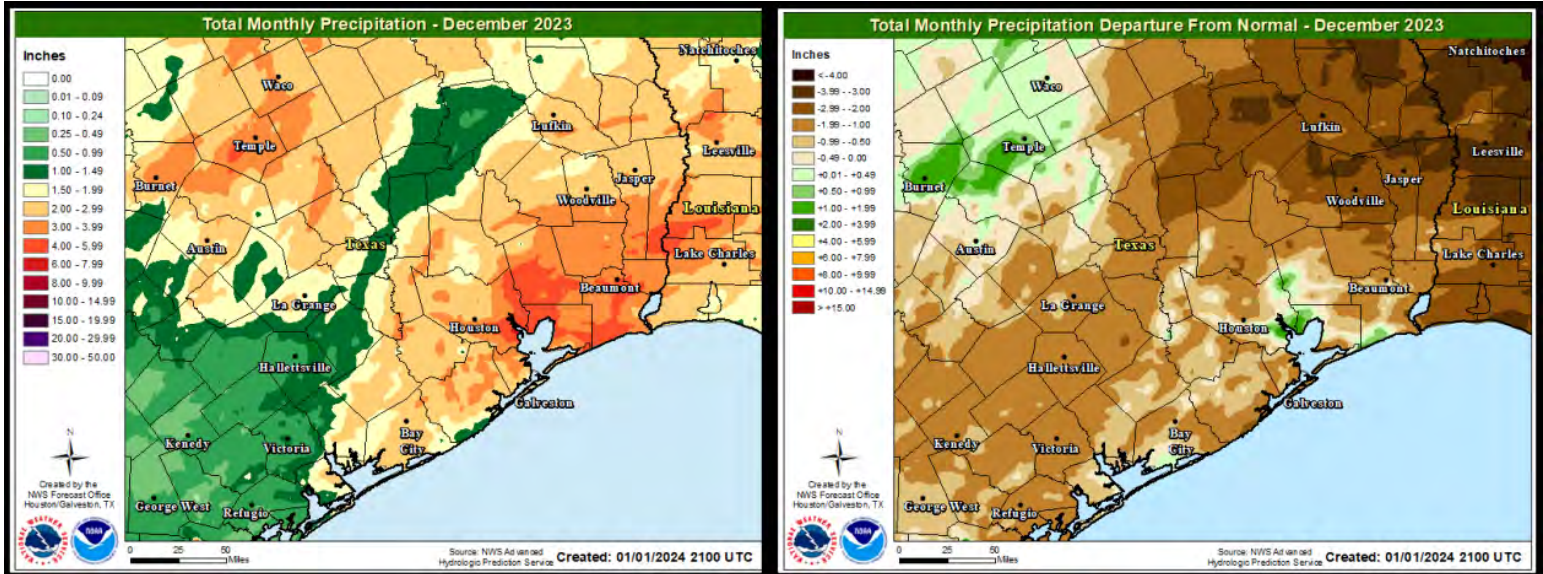 Total Monthly Precipitation - December 2023
Inches
0.00
0.01 - 0.09
0.10 - 0.24
0.25 - 0.49
0.50 - 0.99
1.00 - 1.49
1.50 - 1.99
2.00 - 2.99
3.00 - 3.99
4.00 - 5.99
6.00 - 7.99
8.00 - 9.99
10.00 - 14.99
15.00 - 19.99
20.00 - 29.99
30.00 - 50.00
Natchitoches
Waco
Lufkin
Temple
Leesville
Burnet
Jasper
Woodville
Louisiana
Austin
Texas
Lake Charles
Beaumont
La Grange
Houston
Hallettsville
Galveston
Bay
City
Kenedy
Victoria
George West
Refugio
N
Created by the
NWS Forecast Office
Houston/Galveston, TX
NOAA
0 25 50
Miles
Source: NWS Advanced
Hydrologic Prediction Service
Created: 01/01/2024 2100 UTC
Total Monthly Precipitation Departure From Normal - December 2023
Inches
< -4.00
-3.99 - -3.00
-2.99 - -2.00
-1.99 - -1.00
-0.99 - -0.50
-0.49 - 0.00
+0.01 - +0.49
+0.50 - +0.99
+1.00 - +1.99
+2.00 - +3.99
+4.00 - +5.99
+6.00 - +7.99
+8.00 - +9.99
+10.00 - +14.99
> +15.00
Natchitoches
Waco
Lufkin
Temple
Leesville
Burnet
Jasper
Woodville
Louisiana
Austin
Texas
Lake Charles
Beaumont
La Grange
Houston
Hallettsville
Galveston
Bay
City
Kenedy
Victoria
George West
Refugio
N
Created by the
NWS Forecast Office
Houston/Galveston, TX
NOAA
0 25 50
Miles
Source: NWS Advanced
Hydrologic Prediction Service
Created: 01/01/2024 2100 UTC